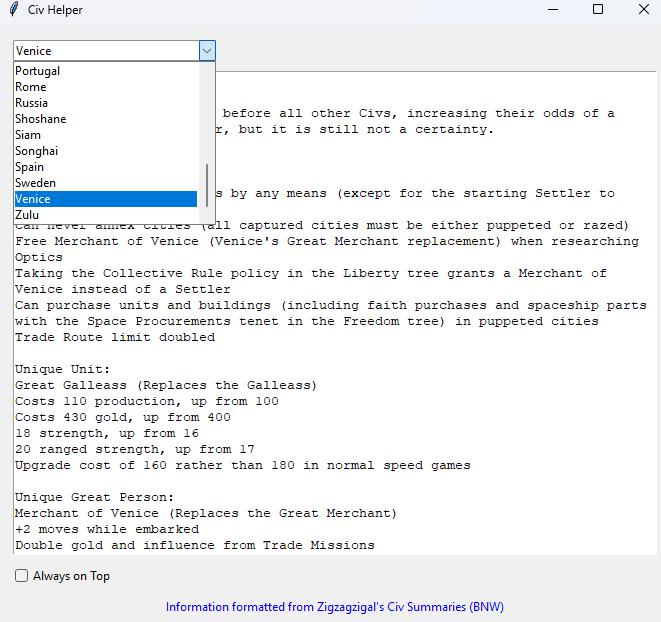 Civ Helper
Venice
Portugal
Rome
Russia
Shoshane
Siam
Songhai
Spain
Sweden
Venice
Zulu
before all other Civs, increasing their odds of a
r, but it is still not a certainty.
s by any means (except for the starting Settler to
Can never annex cities (all captured cities must be either puppeted or razed)
Free Merchant of Venice (Venice's Great Merchant replacement) when researching
Optics
Taking the Collective Rule policy in the Liberty tree grants a Merchant of
Venice instead of a Settler
Can purchase units and buildings (including faith purchases and spaceship parts
with the Space Procurements tenet in the Freedom tree) in puppeted cities
Trade Route limit doubled
Unique Unit:
Great Galleass (Replaces the Galleass)
Costs 110 production, up from 100
Costs 430 gold, up from 400
18 strength, up from 16
20 ranged strength, up from 17
Upgrade cost of 160 rather than 180 in normal speed games
Unique Great Person:
Merchant of Venice (Replaces the Great Merchant)
+2 moves while embarked
Double gold and influence from Trade Missions
Always on Top
Information formatted from Zigzagzigal's Civ Summaries (BNW)